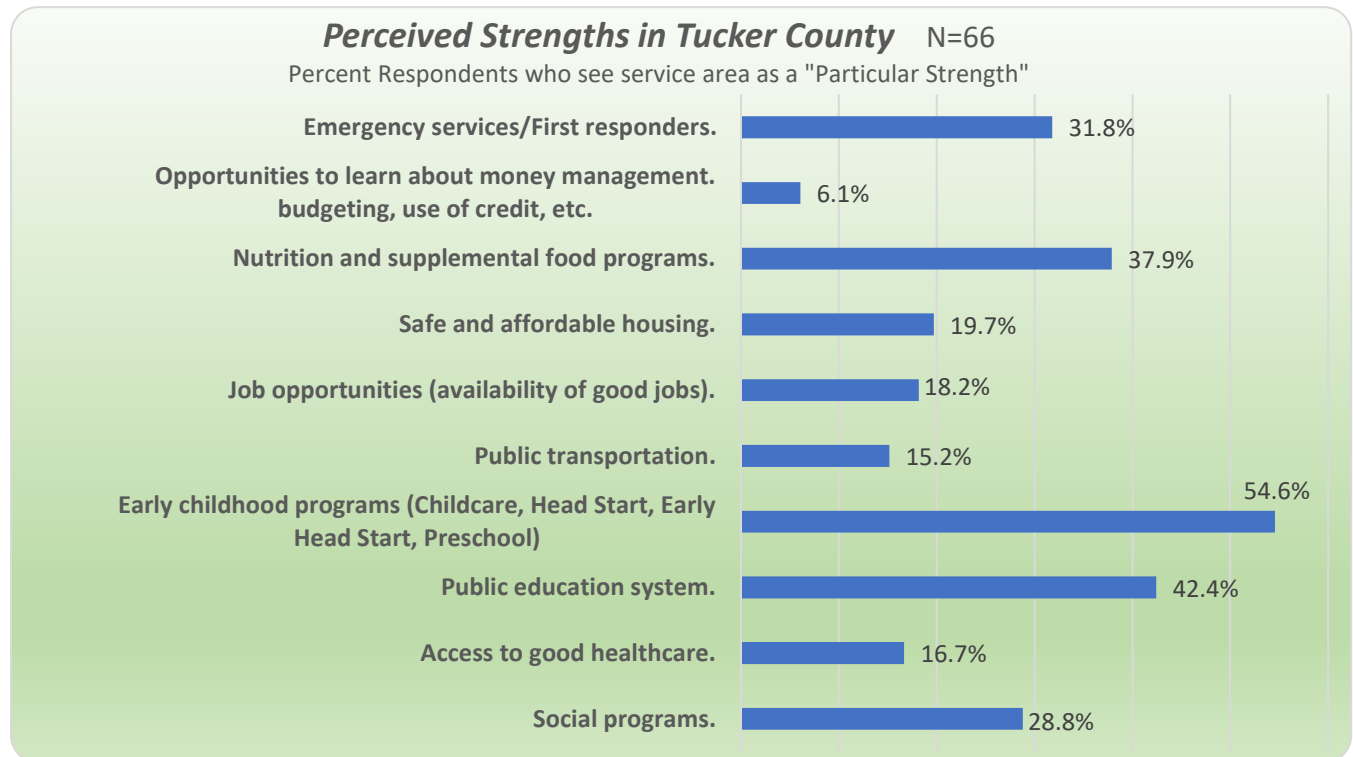 Perceived Strengths in Tucker County N=66
Percent Respondents who see service area as a "Particular Strength"
Emergency services/First responders.
31.8%
Opportunities to learn about money management.
budgeting, use of credit, etc.
6.1%
Nutrition and supplemental food programs.
37.9%
Safe and affordable housing.
19.7%
Job opportunities (availability of good jobs).
18.2%
Public transportation.
15.2%
Early childhood programs (Childcare, Head Start, Early
Head Start, Preschool)
54.6%
Public education system.
42.4%
Access to good healthcare.
16.7%
Social programs.
28.8%